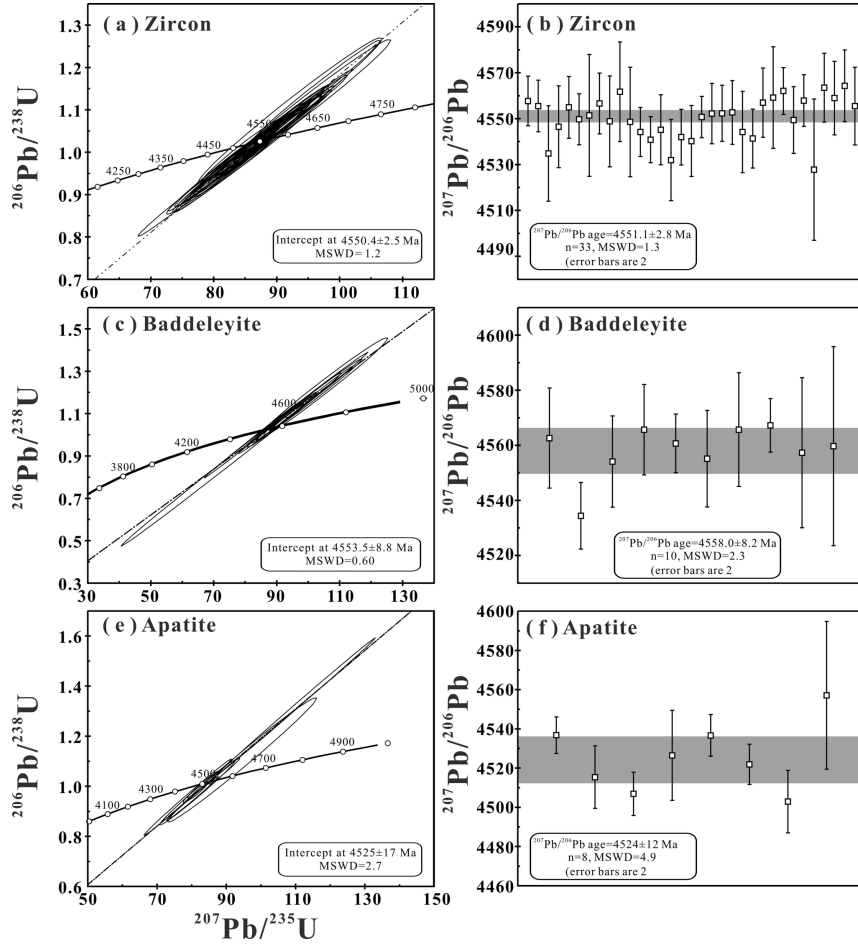 (a) Zircon
1.3
1.2
1.1
1.0
0.9
0.8
0.7
206Pb/238U
4250
4350
4450
4550
4650
4750
Intercept at 4550.4±2.5 Ma
MSWD=1.2
60
70
80
90
100
110
(b) Zircon
4590
4570
4550
4530
4510
4490
207Pb/206Pb
207Pb/206Pb age=4551.1±2.8 Ma
n=33, MSWD=1.3
(error bars are 2
(c) Baddeleyite
1.5
1.3
1.1
0.9
0.7
0.5
0.3
206Pb/238U
3800
4200
4600
5000
Intercept at 4553.5±8.8 Ma
MSWD=0.60
30
50
70
90
110
130
(d) Baddeleyite
4600
4580
4560
4540
4520
207Pb/206Pb
207Pb/206Pb age=4558.0±8.2 Ma
n=10, MSWD=2.3
(error bars are 2
(e) Apatite
1.6
1.4
1.2
1.0
0.8
0.6
206Pb/238U
4100
4300
4500
4700
4900
Intercept at 4525±17 Ma
MSWD=2.7
50
70
90
110
130
150
207Pb/235U
(f) Apatite
4600
4580
4560
4540
4520
4500
4480
4460
207Pb/206Pb
207Pb/206Pb age=4524±12 Ma
n=8, MSWD=4.9
(error bars are 2